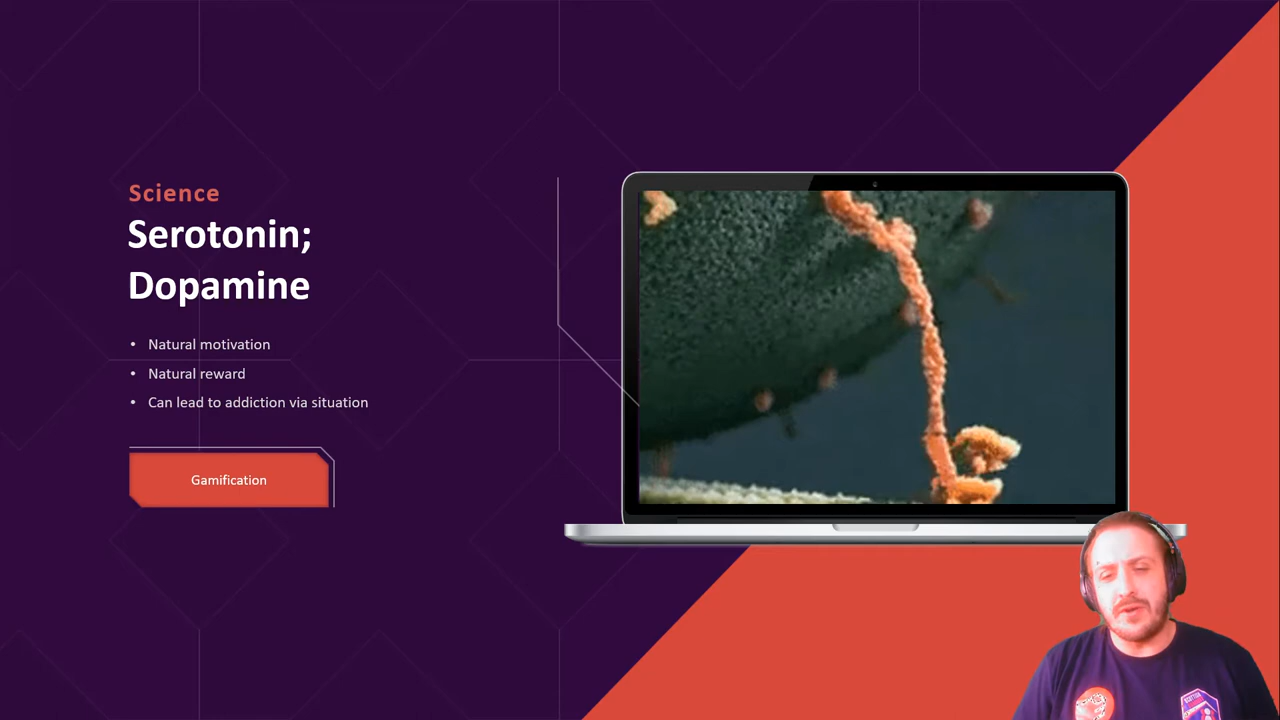 Science
Serotonin;
Dopamine
• Natural motivation
• Natural reward
• Can lead to addiction via situation
Gamification